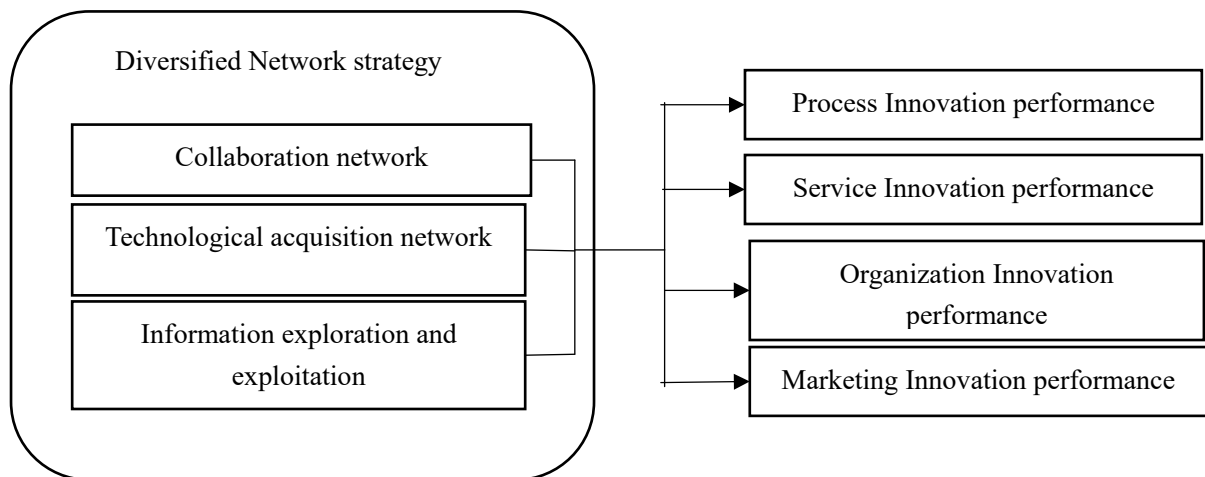 Diversified Network strategy
Collaboration network
Technological acquisition network
Information exploration and
exploitation
Process Innovation performance
Service Innovation performance
Organization Innovation
performance
Marketing Innovation performance